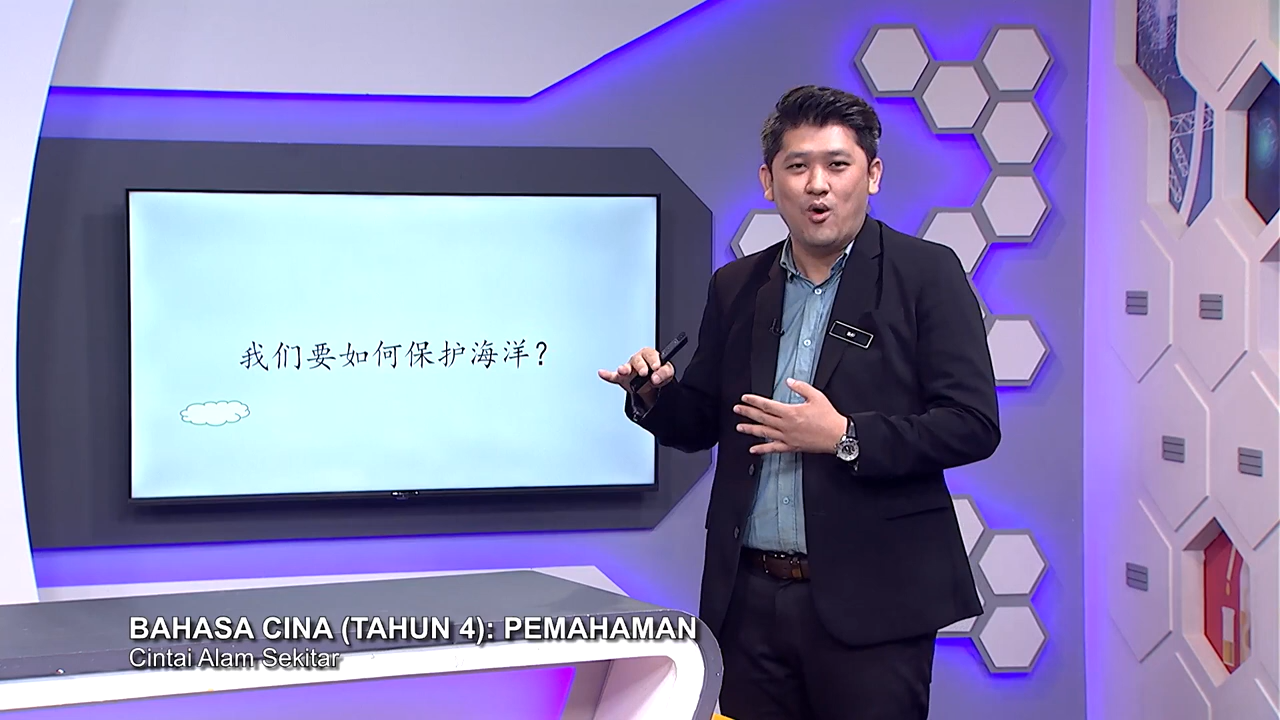 我们要如何保护海洋？
BAHASA CINA (TAHUN 4): PEMAHAMAN
Cintai Alam Sekitar